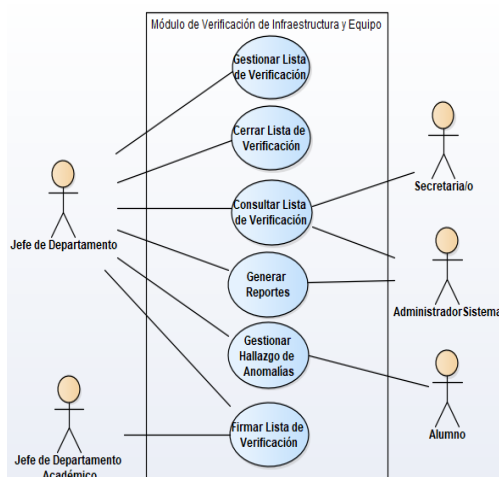 Módulo de Verificación de Infraestructura y Equipo
Gestionar Lista
de Verificación
Cerrar Lista de
Verificación
Consultar Lista
de Verificación
Generar
Reportes
Gestionar
Hallazgo de
Anomalías
Firmar Lista de
Verificación
Jefe de Departamento
Jefe de Departamento
Académico
Secretaria/o
AdministradorSistema
Alumno